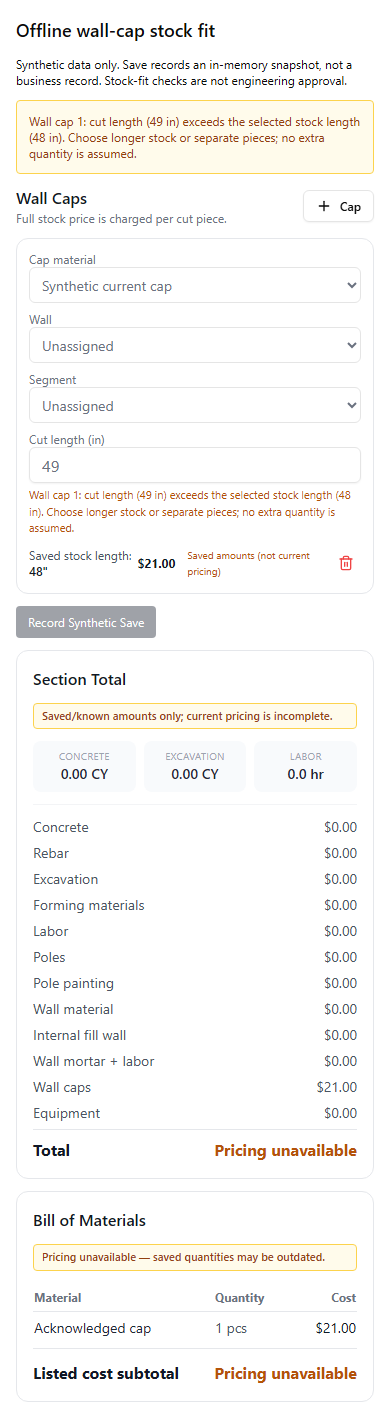 Offline wall-cap stock fit
Synthetic data only. Save records an in-memory snapshot, not a
business record. Stock-fit checks are not engineering approval.
Wall cap 1: cut length (49 in) exceeds the selected stock length
(48 in). Choose longer stock or separate pieces; no extra
quantity is assumed.
Wall Caps
Full stock price is charged per cut piece.
+ Cap
Cap material
Synthetic current cap
Wall
Unassigned
Segment
Unassigned
Cut length (in)
49
Wall cap 1: cut length (49 in) exceeds the selected stock length (48
in). Choose longer stock or separate pieces; no extra quantity is
assumed.
Saved stock length:
48"
$21.00
Saved amounts (not current
pricing)
Record Synthetic Save
Section Total
Saved/known amounts only; current pricing is incomplete.
CONCRETE
0.00 CY
EXCAVATION
0.00 CY
LABOR
0.0 hr
Concrete $0.00
Rebar $0.00
Excavation $0.00
Forming materials $0.00
Labor $0.00
Poles $0.00
Pole painting $0.00
Wall material $0.00
Internal fill wall $0.00
Wall mortar + labor $0.00
Wall caps $21.00
Equipment $0.00
Total Pricing unavailable
Bill of Materials
Pricing unavailable — saved quantities may be outdated.
Material Quantity Cost
Acknowledged cap 1 pcs $21.00
Listed cost subtotal Pricing unavailable